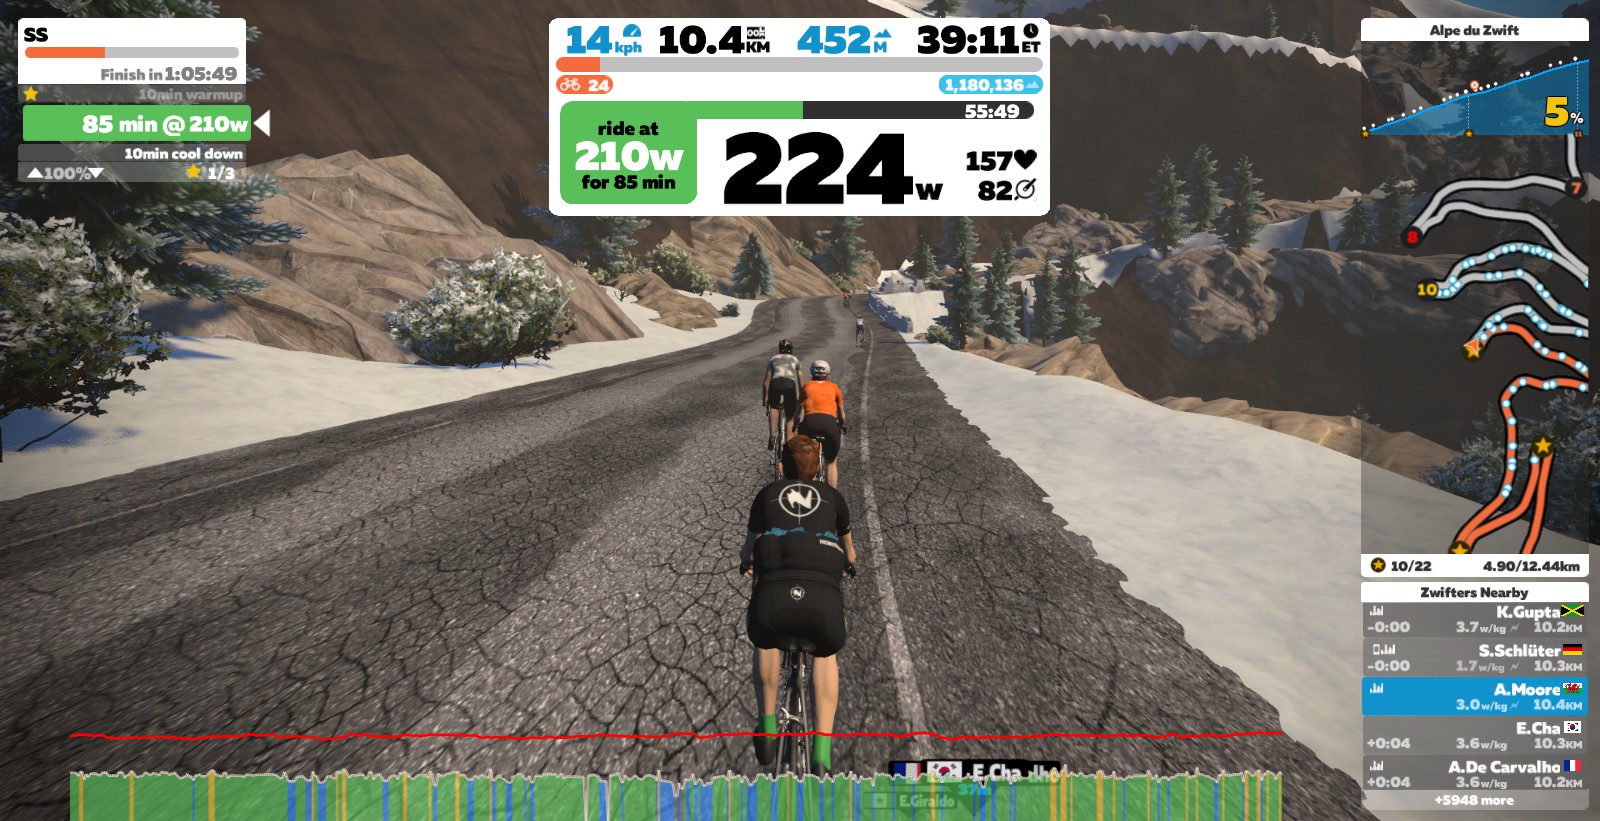 SS
Finish in 1:05:49
10min warmup
85 min @ 210w
10min cool down
100%
1/3
14 kph 10.4 KM 452 M 39:11 ET
24
1,180,136
55:49
ride at
210w
for 85 min
224 w
157
82
Alpe du Zwift
5 %
11
7
8
10
10/22 4.90/12.44km
Zwifters Nearby
K.Gupta
-0:00 3.7 w/kg 10.2KM
S.Schlüter
-0:00 1.7 w/kg 10.3KM
A.Moore
3.0 w/kg 10.4KM
E.Cha
+0:04 3.6 w/kg 10.3KM
A.De Carvalho
+0:04 3.6 w/kg 10.2KM
+5948 more
N
N
E.Cha
E.Giraldo